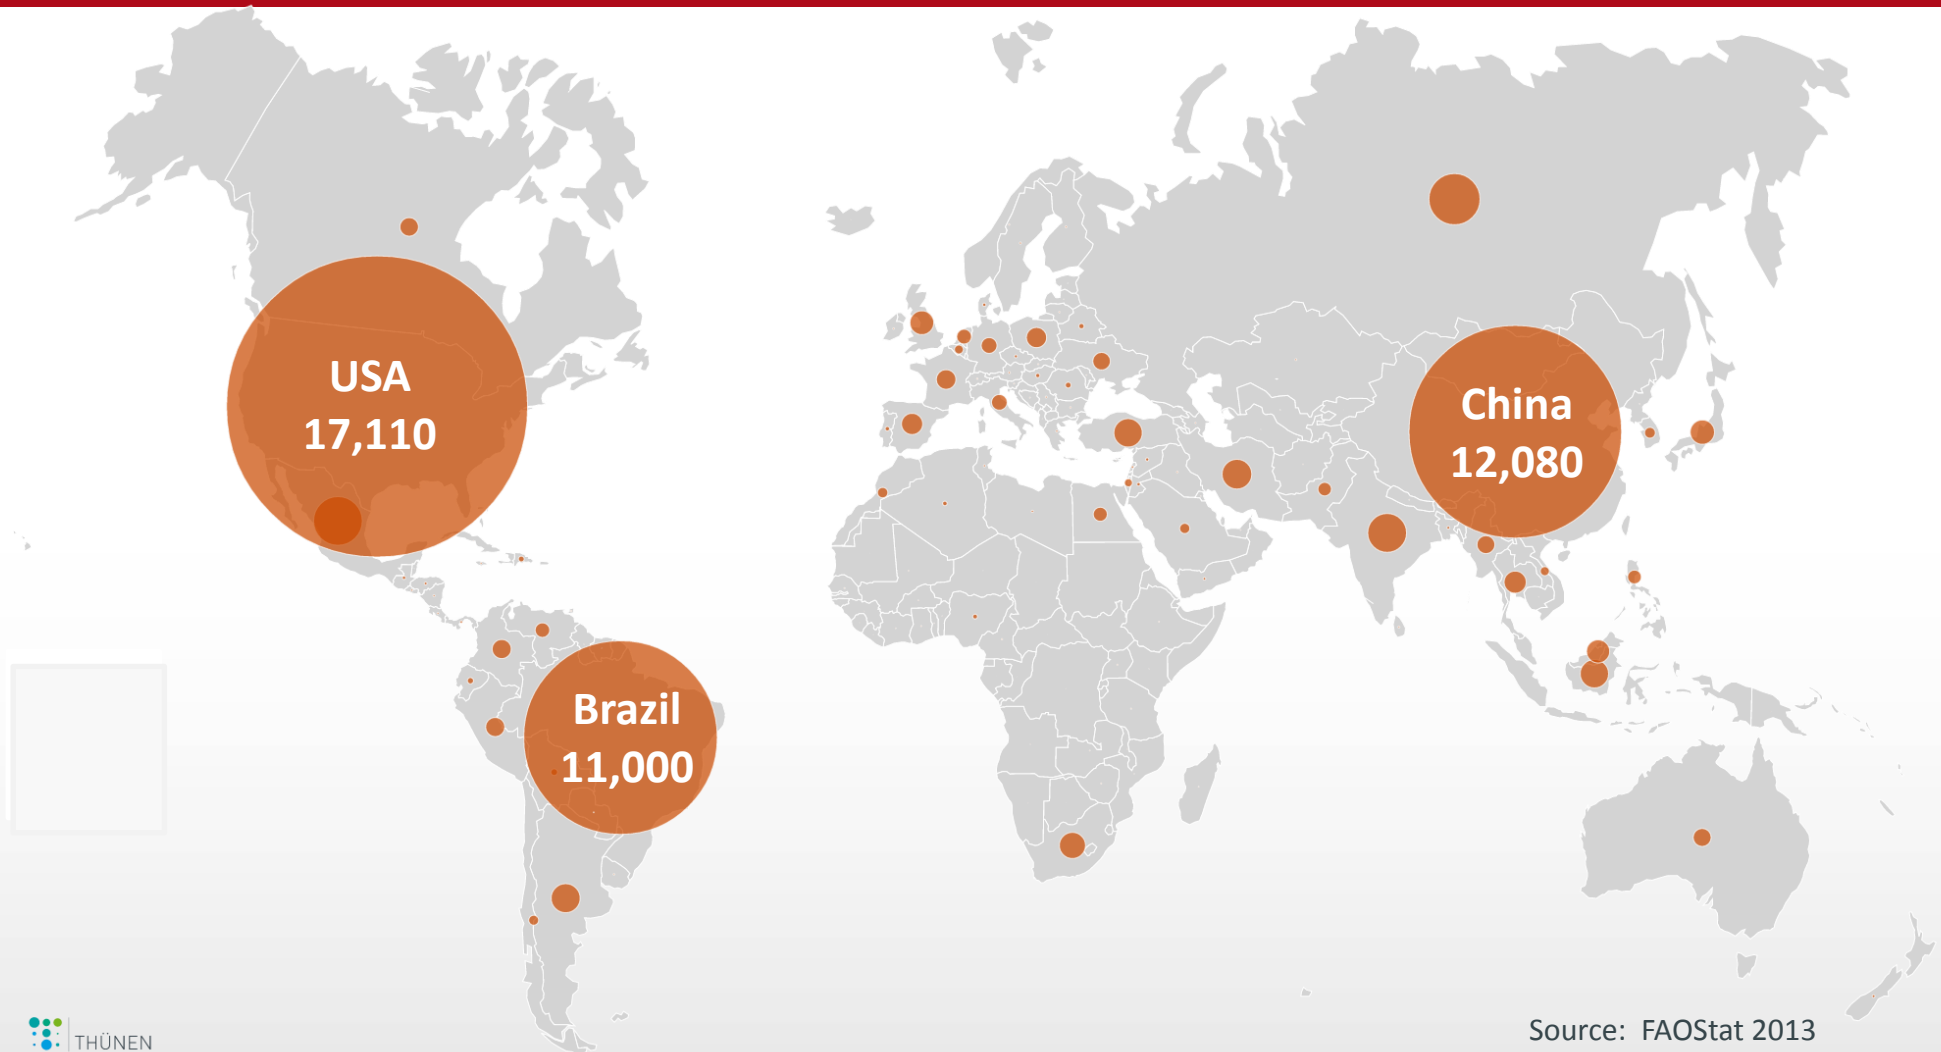 USA
17,110
China
12,080
Brazil
11,000
THÜNEN
Source: FAOStat 2013